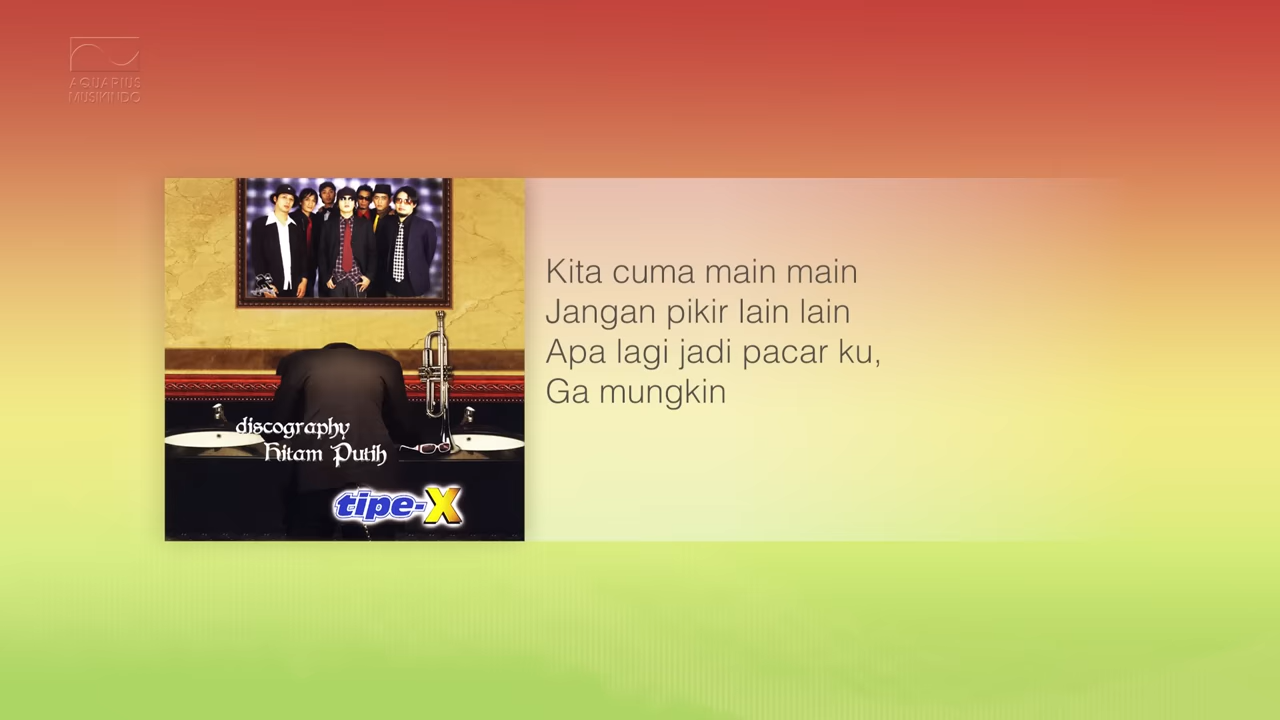 AQUARIUS
MUSIKINDO
Kita cuma main main
Jangan pikir lain lain
Apa lagi jadi pacar ku,
Ga mungkin
discography
Hitam Putih
tipe-X